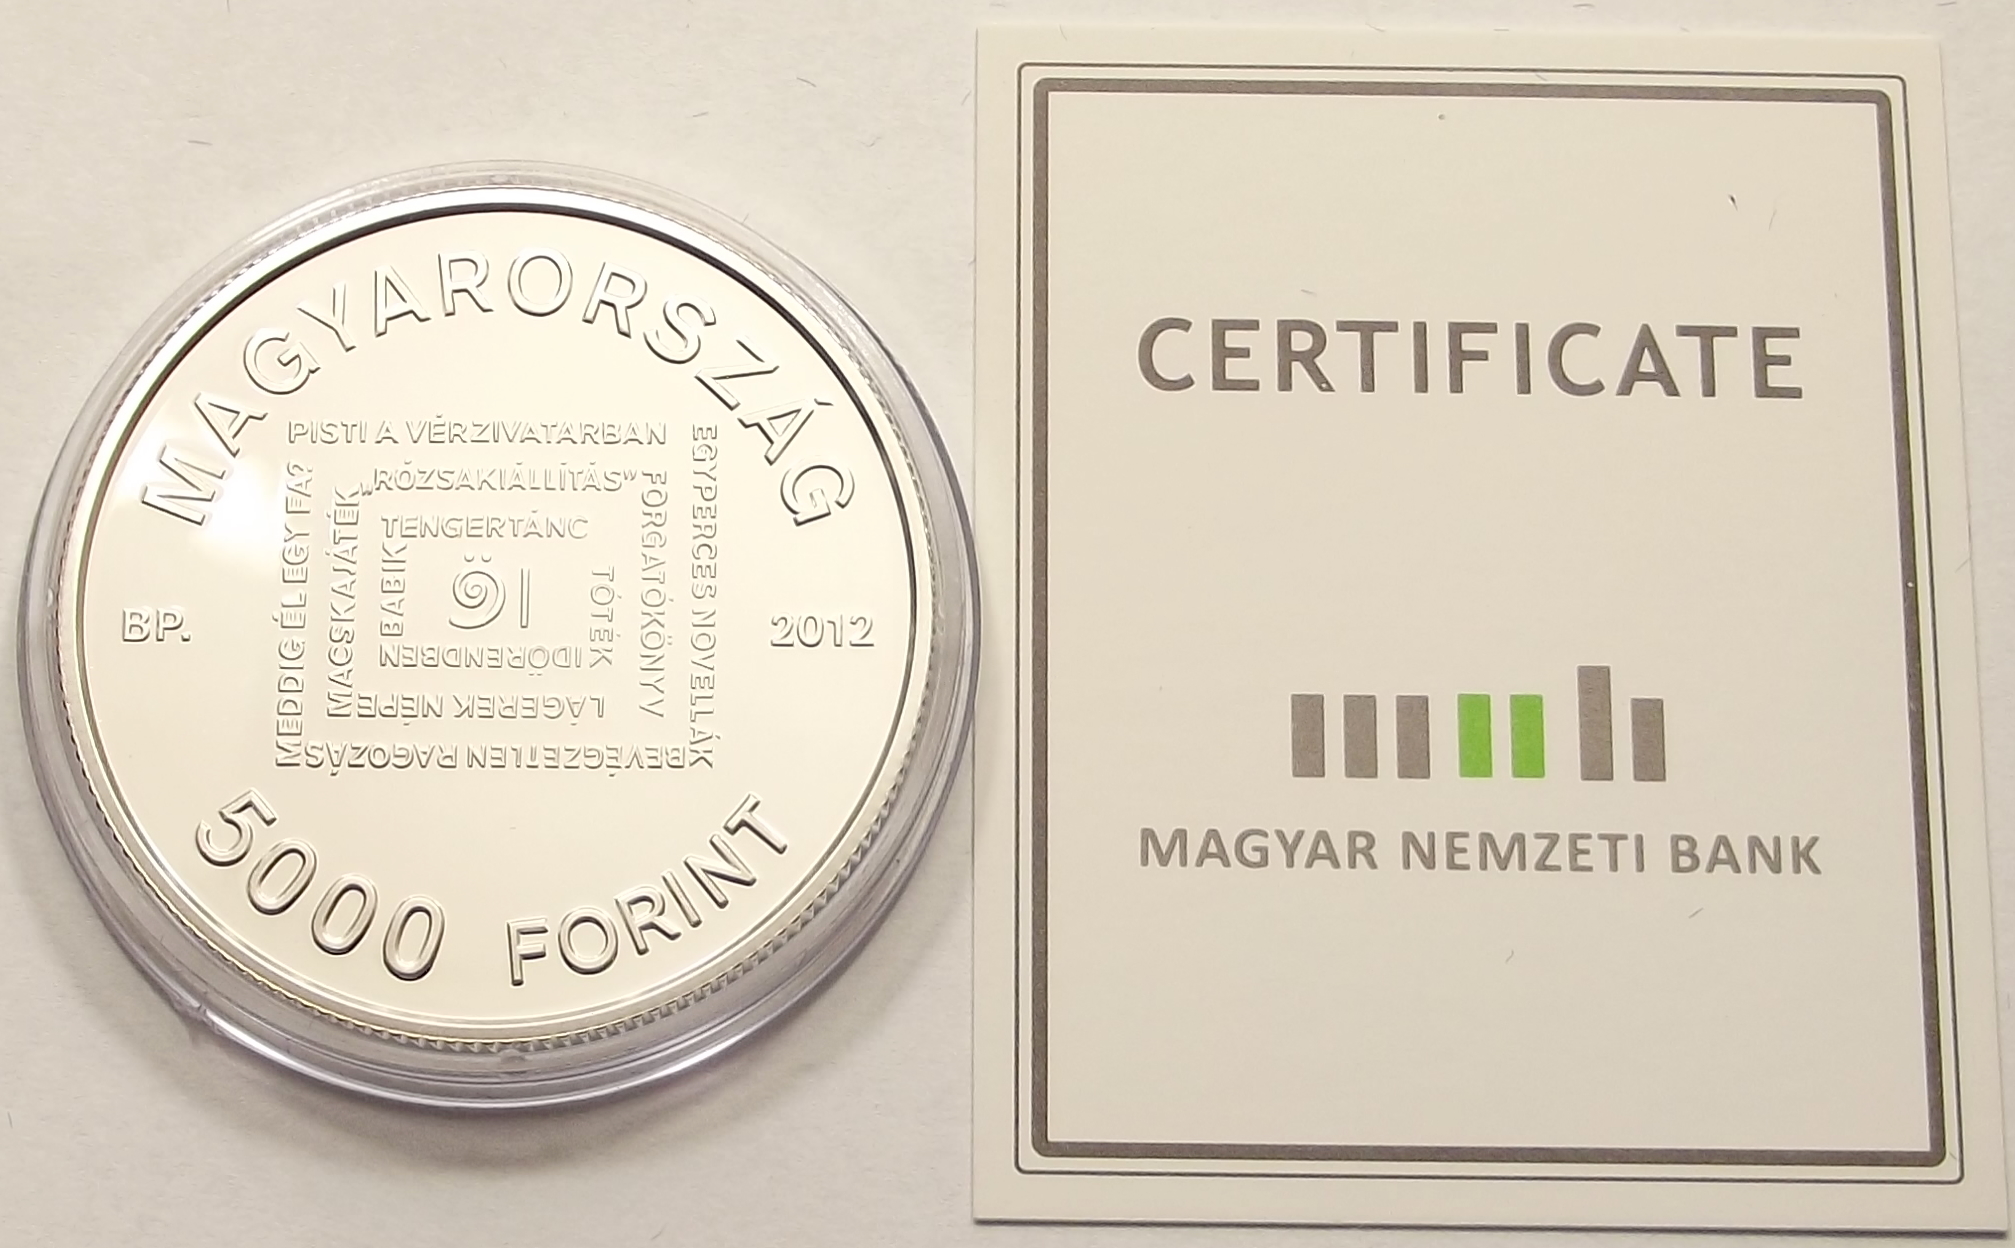 MAGYARORSZÁG
PISTI A VÉRZIVATARBAN
EGYPERCES NOVELLÁK
BEVÉGZETLEN RAGOZÁS
MEDDIG ÉL EGY FA?
„RÓZSAKIÁLLÍTÁS”
FORGATÓKÖNYV
LÁGEREK NÉPE
MACSKAJÁTÉK
TENGERTÁNC
TÓTÉK
IDŐRENDBEN
BABIK
BP.
2012
5000 FORINT
CERTIFICATE
MAGYAR NEMZETI BANK